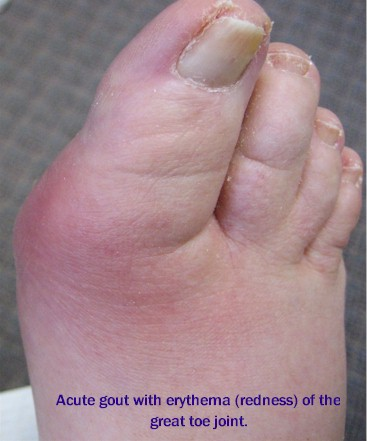 Acute gout with erythema (redness) of the
great toe joint.